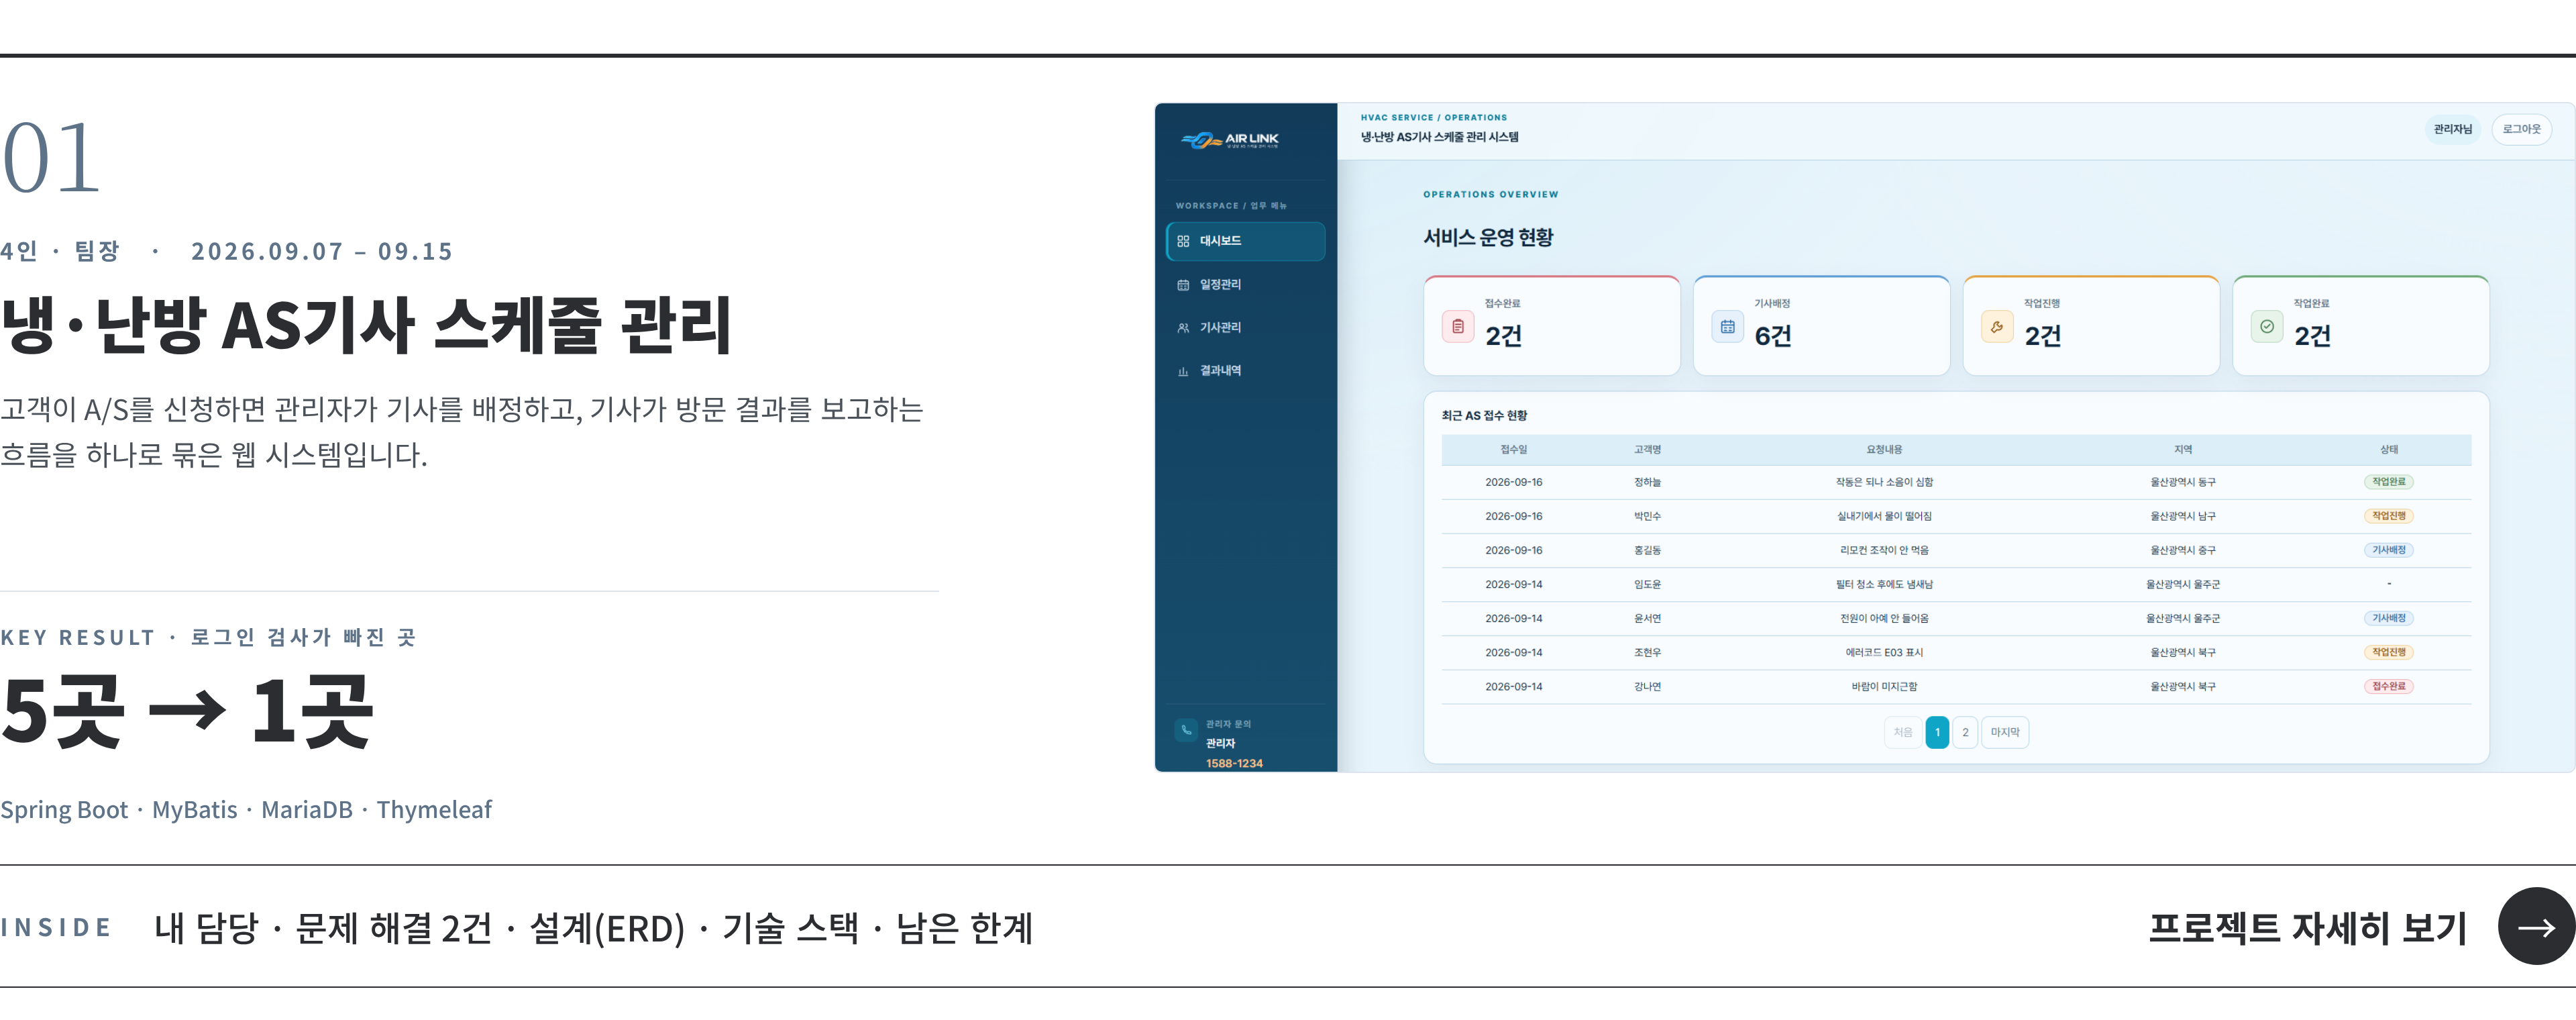 01
4인 · 팀장 · 2026.09.07 – 09.15
냉·난방 AS기사 스케줄 관리
고객이 A/S를 신청하면 관리자가 기사를 배정하고, 기사가 방문 결과를 보고하는
흐름을 하나로 묶은 웹 시스템입니다.
KEY RESULT · 로그인 검사가 빠진 곳
5곳 → 1곳
Spring Boot · MyBatis · MariaDB · Thymeleaf
AIR LINK
냉·난방 AS 스케줄 관리 시스템
WORKSPACE / 업무 메뉴
대시보드
일정관리
기사관리
결과내역
관리자 문의
관리자
1588-1234
HVAC SERVICE / OPERATIONS
냉·난방 AS기사 스케줄 관리 시스템
관리자님 로그아웃
OPERATIONS OVERVIEW
서비스 운영 현황
접수완료 기사배정 작업진행 작업완료
2건 6건 2건 2건
최근 AS 접수 현황
접수일 고객명 요청내용 지역 상태
2026-09-16 정하늘 작동은 되나 소음이 심함 울산광역시 동구 작업완료
2026-09-16 박민수 실내기에서 물이 떨어짐 울산광역시 남구 작업진행
2026-09-16 홍길동 리모컨 조작이 안 먹음 울산광역시 중구 기사배정
2026-09-14 임도윤 필터 청소 후에도 냄새남 울산광역시 울주군 -
2026-09-14 윤서연 전원이 아예 안 들어옴 울산광역시 울주군 기사배정
2026-09-14 조현우 에러코드 E03 표시 울산광역시 북구 작업진행
2026-09-14 강나연 바람이 미지근함 울산광역시 북구 접수완료
처음 1 2 마지막
INSIDE 내 담당 · 문제 해결 2건 · 설계(ERD) · 기술 스택 · 남은 한계
프로젝트 자세히 보기 →